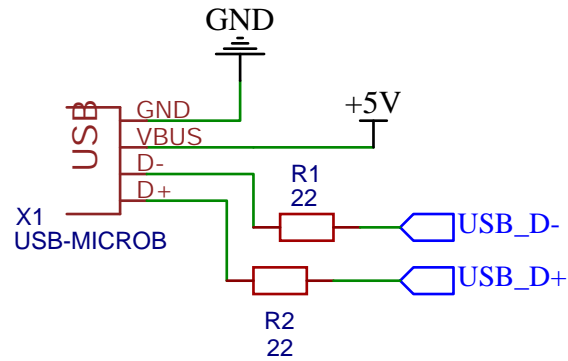 GND
USB
GND
VBUS
D-
D+
+5V
X1
USB-MICROB
R1
22
USB_D-
USB_D+
R2
22